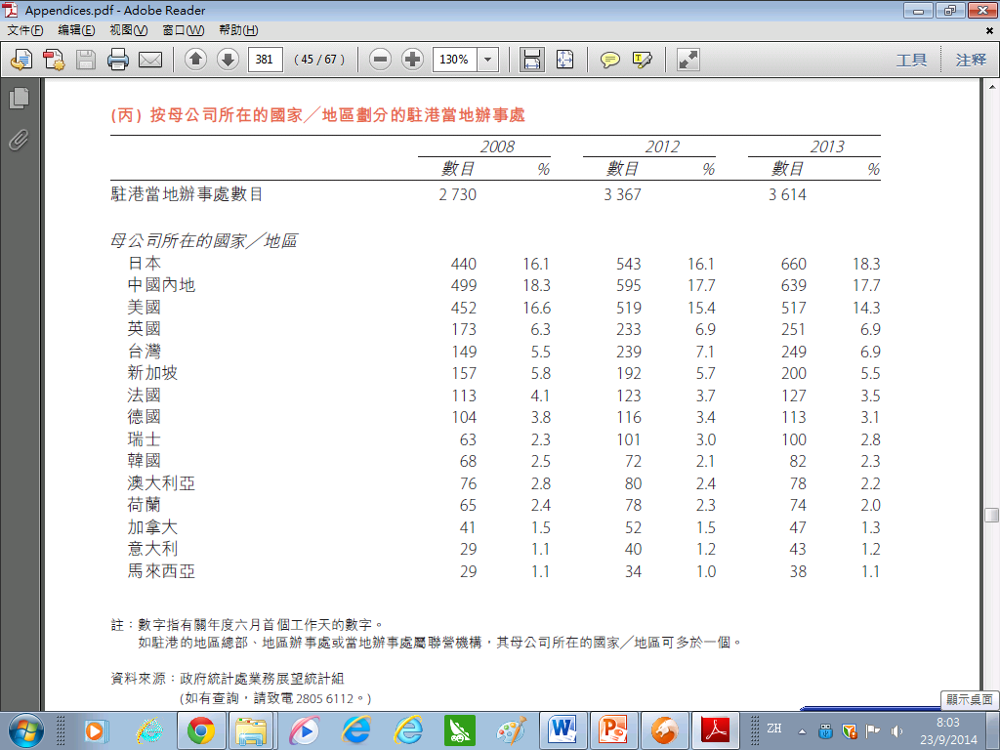 Appendices.pdf - Adobe Reader
文件(F) 编辑(E) 视图(V) 窗口(W) 帮助(H)
381 (45 / 67) 130% 工具 注释
(丙) 按母公司所在的國家／地區劃分的駐港當地辦事處
2008 2012 2013
數目 % 數目 % 數目 %
駐港當地辦事處數目 2 730 3 367 3 614
母公司所在的國家／地區
日本 440 16.1 543 16.1 660 18.3
中國內地 499 18.3 595 17.7 639 17.7
美國 452 16.6 519 15.4 517 14.3
英國 173 6.3 233 6.9 251 6.9
台灣 149 5.5 239 7.1 249 6.9
新加坡 157 5.8 192 5.7 200 5.5
法國 113 4.1 123 3.7 127 3.5
德國 104 3.8 116 3.4 113 3.1
瑞士 63 2.3 101 3.0 100 2.8
韓國 68 2.5 72 2.1 82 2.3
澳大利亞 76 2.8 80 2.4 78 2.2
荷蘭 65 2.4 78 2.3 74 2.0
加拿大 41 1.5 52 1.5 47 1.3
意大利 29 1.1 40 1.2 43 1.2
馬來西亞 29 1.1 34 1.0 38 1.1
註：數字指有關年度六月首個工作天的數字。
如駐港的地區總部、地區辦事處或當地辦事處屬聯營機構，其母公司所在的國家／地區可多於一個。
資料來源：政府統計處業務展望統計組
(如有查詢，請致電 2805 6112。)
顯示桌面
ZH 8:03
23/9/2014